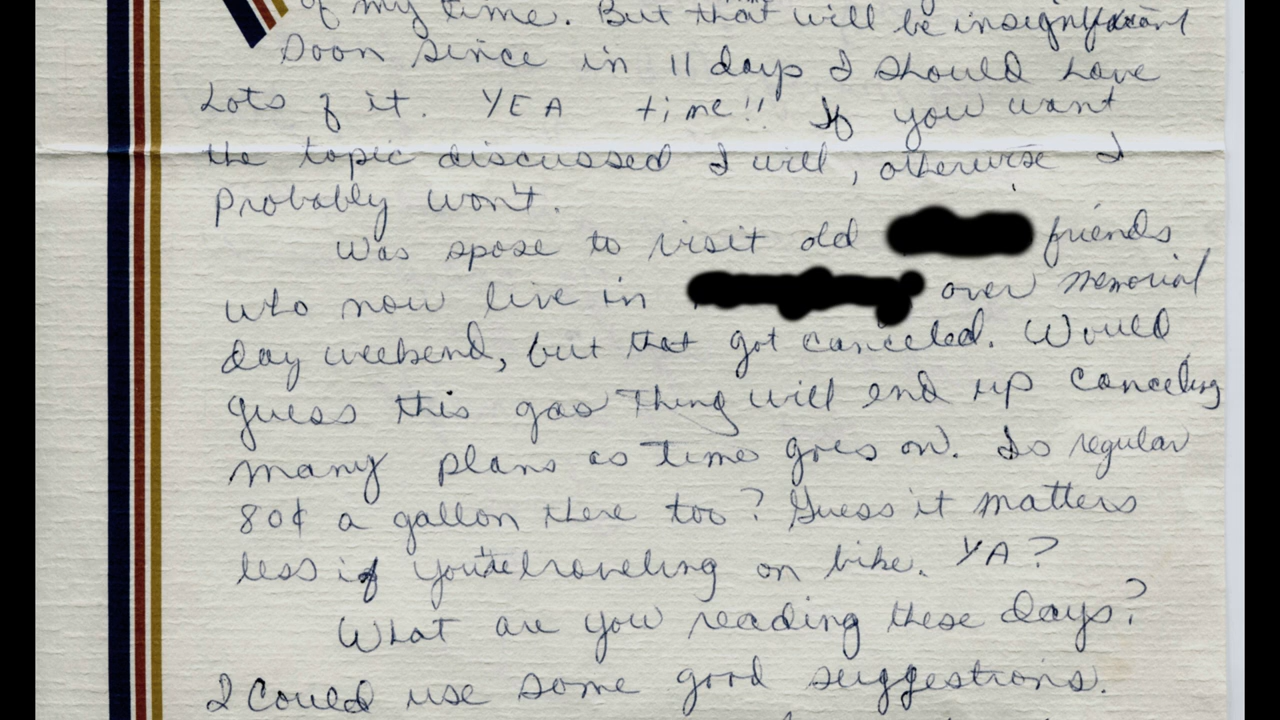 of my time. But that will be insignificant
soon since in 11 days I should have
lots of it. YEA time!! If you want
the topic discussed I will, otherwise I
probably won't.
Was spose to visit old friends
who now live in over memorial
day weekend, but that got canceled. Would
guess this gas thing will end up canceling
many plans as time goes on. Is regular
80¢ a gallon there too? Guess it matters
less if you're traveling on bike. YA?
What are you reading these days?
I could use some good suggestions.